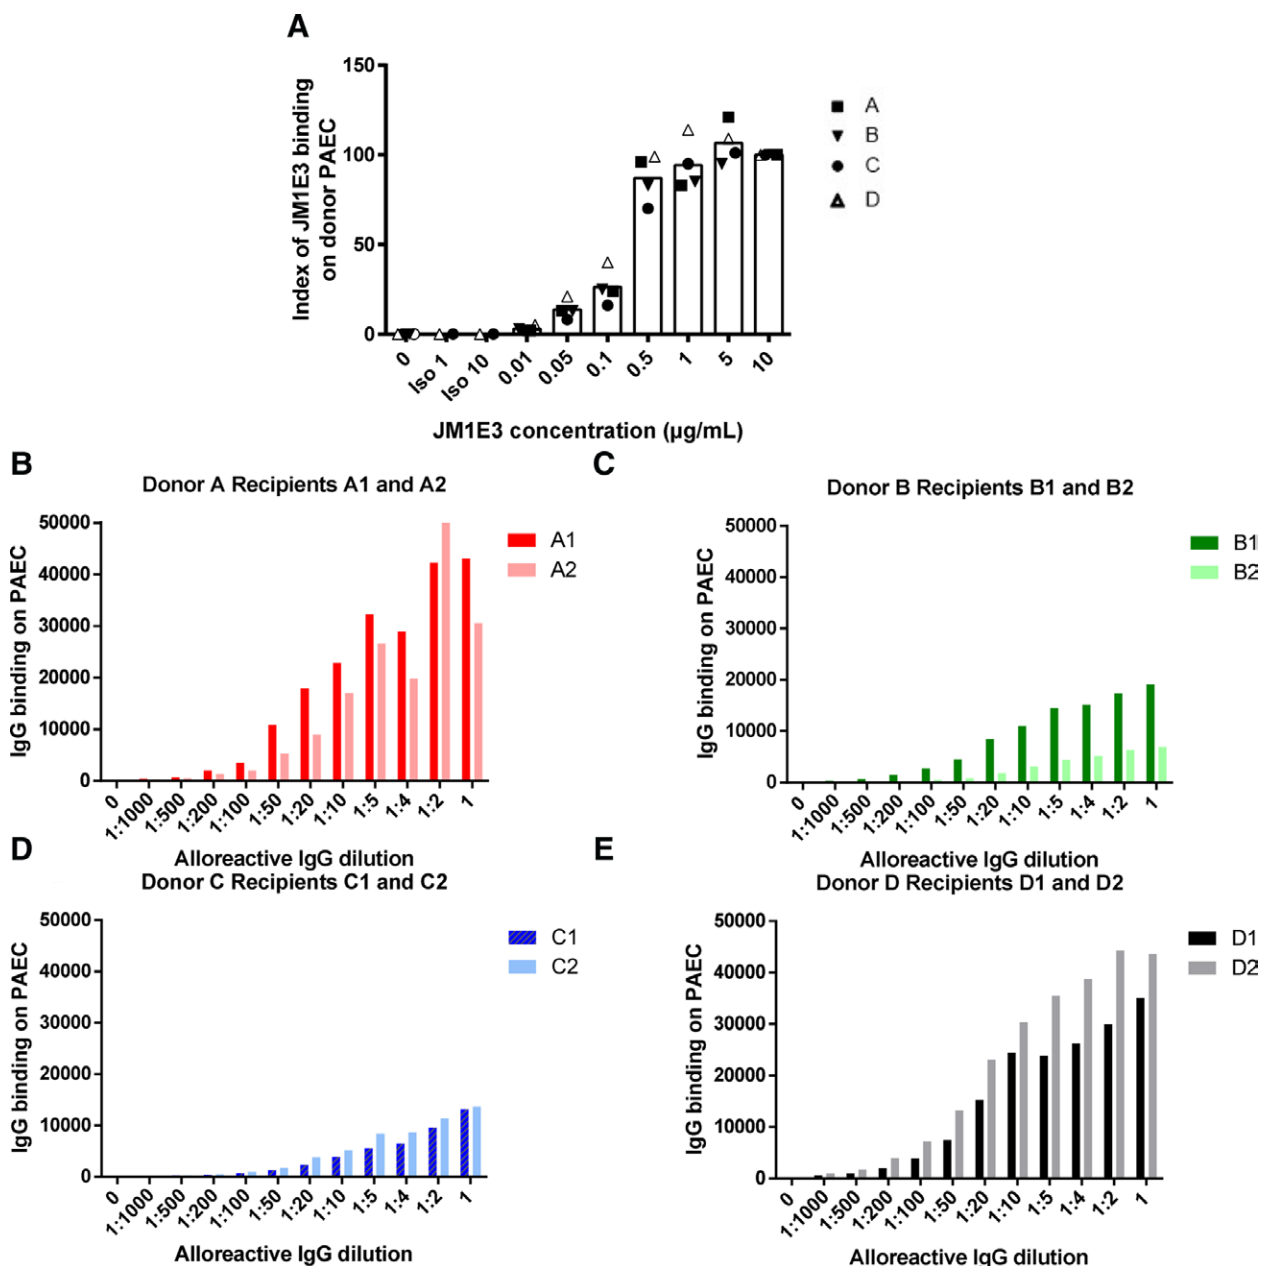 A
Index of JM1E3 binding
on donor PAEC
150
100
50
0
0
Iso 1
Iso 10
0.01
0.05
0.1
0.5
1
5
10
JM1E3 concentration (µg/mL)
A
B
C
D
B
Donor A Recipients A1 and A2
IgG binding on PAEC
50000
40000
30000
20000
10000
0
0
1:1000
1:500
1:200
1:100
1:50
1:20
1:10
1:5
1:4
1:2
1
Alloreactive IgG dilution
A1
A2
C
Donor B Recipients B1 and B2
IgG binding on PAEC
50000
40000
30000
20000
10000
0
0
1:1000
1:500
1:200
1:100
1:50
1:20
1:10
1:5
1:4
1:2
1
Alloreactive IgG dilution
B1
B2
D
Donor C Recipients C1 and C2
IgG binding on PAEC
50000
40000
30000
20000
10000
0
0
1:1000
1:500
1:200
1:100
1:50
1:20
1:10
1:5
1:4
1:2
1
Alloreactive IgG dilution
C1
C2
E
Donor D Recipients D1 and D2
IgG binding on PAEC
50000
40000
30000
20000
10000
0
0
1:1000
1:500
1:200
1:100
1:50
1:20
1:10
1:5
1:4
1:2
1
Alloreactive IgG dilution
D1
D2